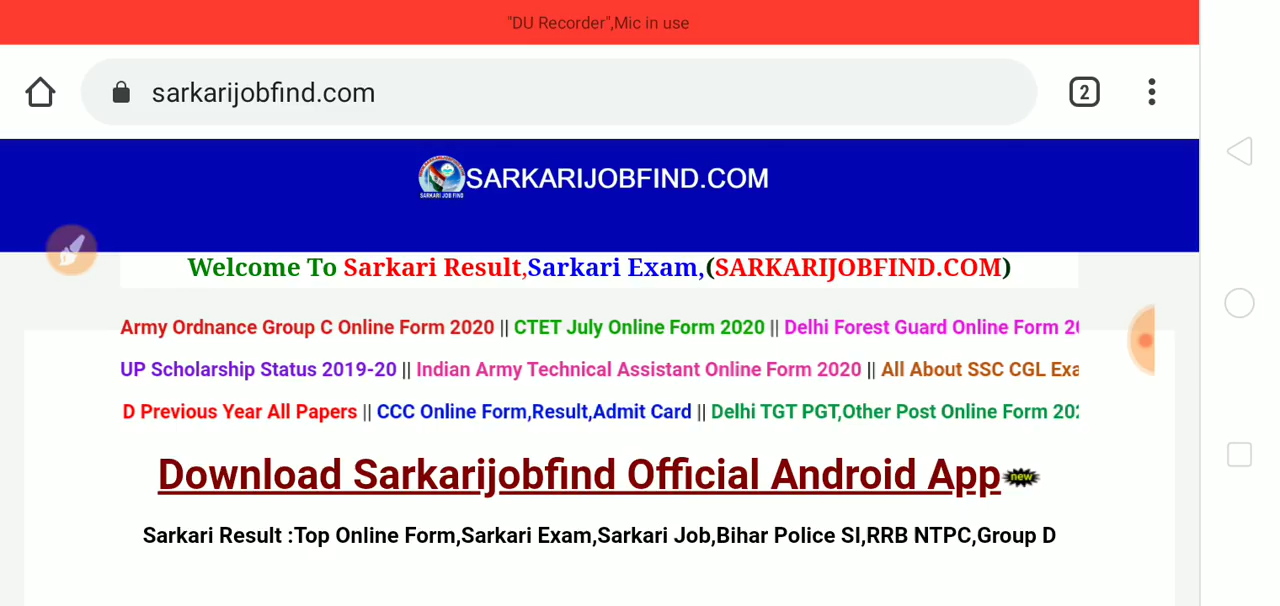 "DU Recorder",Mic in use
sarkarijobfind.com
2
SARKARIJOBFIND.COM
SARKARI JOB FIND
Welcome To Sarkari Result,Sarkari Exam,(SARKARIJOBFIND.COM)
Army Ordnance Group C Online Form 2020 || CTET July Online Form 2020 || Delhi Forest Guard Online Form
UP Scholarship Status 2019-20 || Indian Army Technical Assistant Online Form 2020 || All About SSC CGL
D Previous Year All Papers || CCC Online Form,Result,Admit Card || Delhi TGT PGT,Other Post Online Form
Download Sarkarijobfind Official Android App new
Sarkari Result :Top Online Form,Sarkari Exam,Sarkari Job,Bihar Police SI,RRB NTPC,Group D